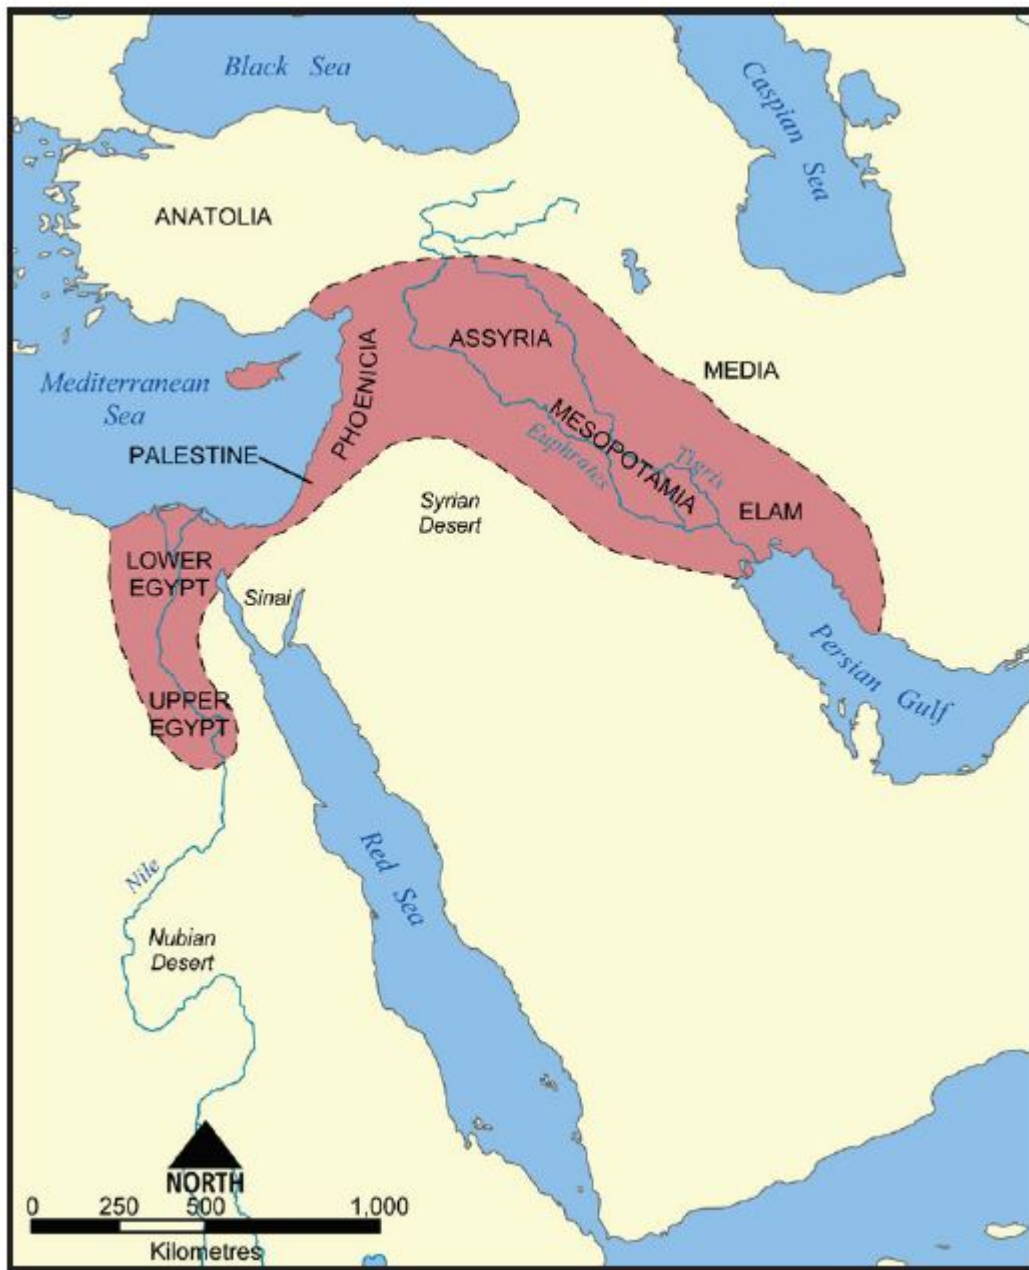 Black Sea
Caspian Sea
ANATOLIA
ASSYRIA
MEDIA
Mediterranean
Sea
PHOENICIA
MESOPOTAMIA
Euphrates
Tigris
PALESTINE
Syrian
Desert
ELAM
LOWER
EGYPT
Sinai
Persian Gulf
UPPER
EGYPT
Red Sea
Nile
Nubian
Desert
NORTH
0 250 500 1,000
Kilometres